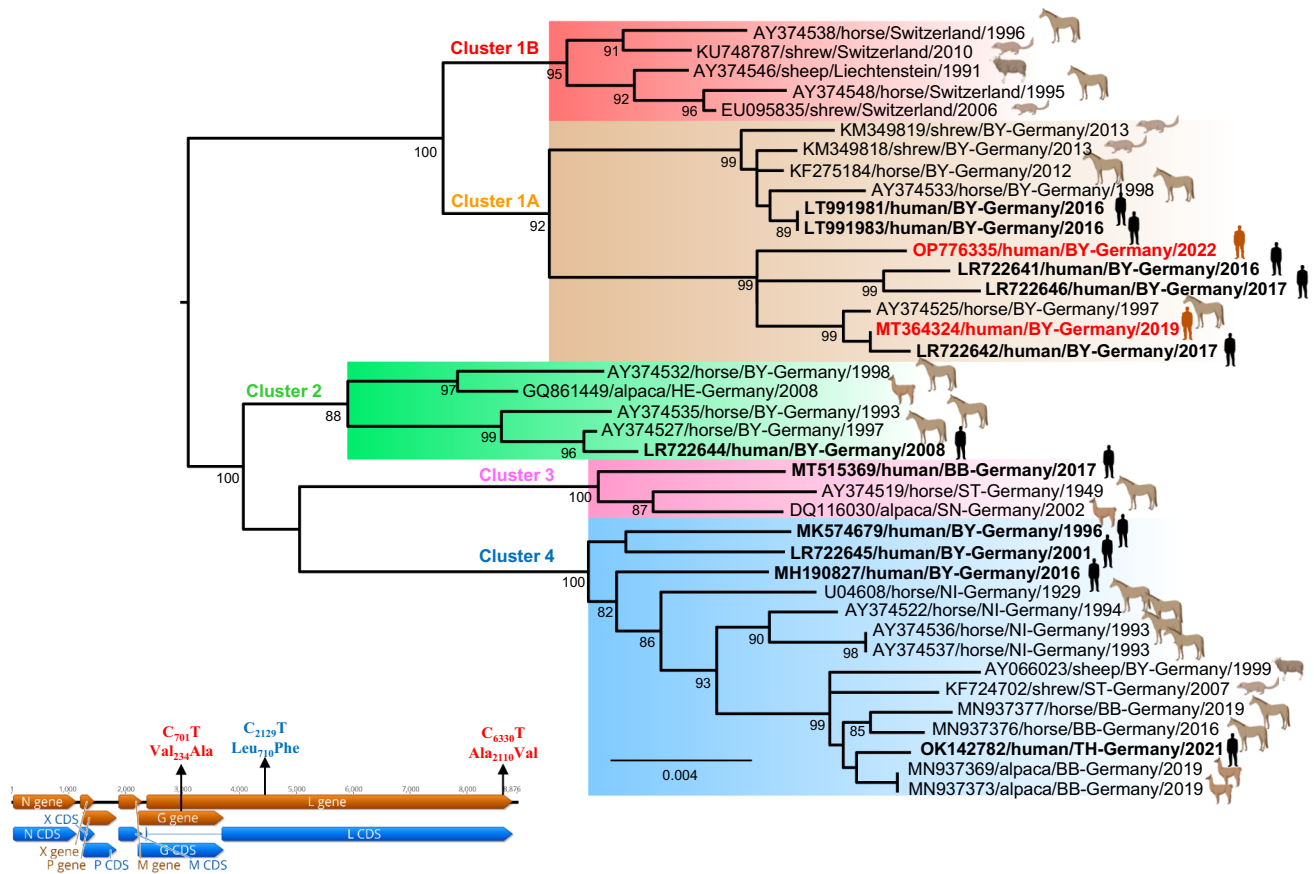 AY374538/horse/Switzerland/1996
Cluster 1B
91
KU748787/shrew/Switzerland/2010
95
AY374546/sheep/Liechtenstein/1991
92
AY374548/horse/Switzerland/1995
96
EU095835/shrew/Switzerland/2006
100
KM349819/shrew/BY-Germany/2013
KM349818/shrew/BY-Germany/2013
99
KF275184/horse/BY-Germany/2012
AY374533/horse/BY-Germany/1998
Cluster 1A
LT991981/human/BY-Germany/2016
92
89
LT991983/human/BY-Germany/2016
OP776335/human/BY-Germany/2022
LR722641/human/BY-Germany/2016
99
99
LR722646/human/BY-Germany/2017
AY374525/horse/BY-Germany/1997
MT364324/human/BY-Germany/2019
99
LR722642/human/BY-Germany/2017
AY374532/horse/BY-Germany/1998
Cluster 2
97
GQ861449/alpaca/HE-Germany/2008
88
AY374535/horse/BY-Germany/1993
99
AY374527/horse/BY-Germany/1997
96
LR722644/human/BY-Germany/2008
100
Cluster 3
MT515369/human/BB-Germany/2017
100
AY374519/horse/ST-Germany/1949
87
DQ116030/alpaca/SN-Germany/2002
MK574679/human/BY-Germany/1996
Cluster 4
LR722645/human/BY-Germany/2001
100
MH190827/human/BY-Germany/2016
82
U04608/horse/NI-Germany/1929
AY374522/horse/NI-Germany/1994
86
90
AY374536/horse/NI-Germany/1993
98
AY374537/horse/NI-Germany/1993
93
AY066023/sheep/BY-Germany/1999
KF724702/shrew/ST-Germany/2007
99
MN937377/horse/BB-Germany/2019
85
MN937376/horse/BB-Germany/2016
OK142782/human/TH-Germany/2021
MN937369/alpaca/BB-Germany/2019
MN937373/alpaca/BB-Germany/2019
0.004
C701T
Val234Ala
C2129T
Leu710Phe
C6330T
Ala2110Val
1 1,000 2,000 3,000 4,000 5,000 6,000 7,000 8,000 8,876
N gene
L gene
X CDS
G gene
N CDS
L CDS
X gene
G CDS
P gene
P CDS
M gene
M CDS